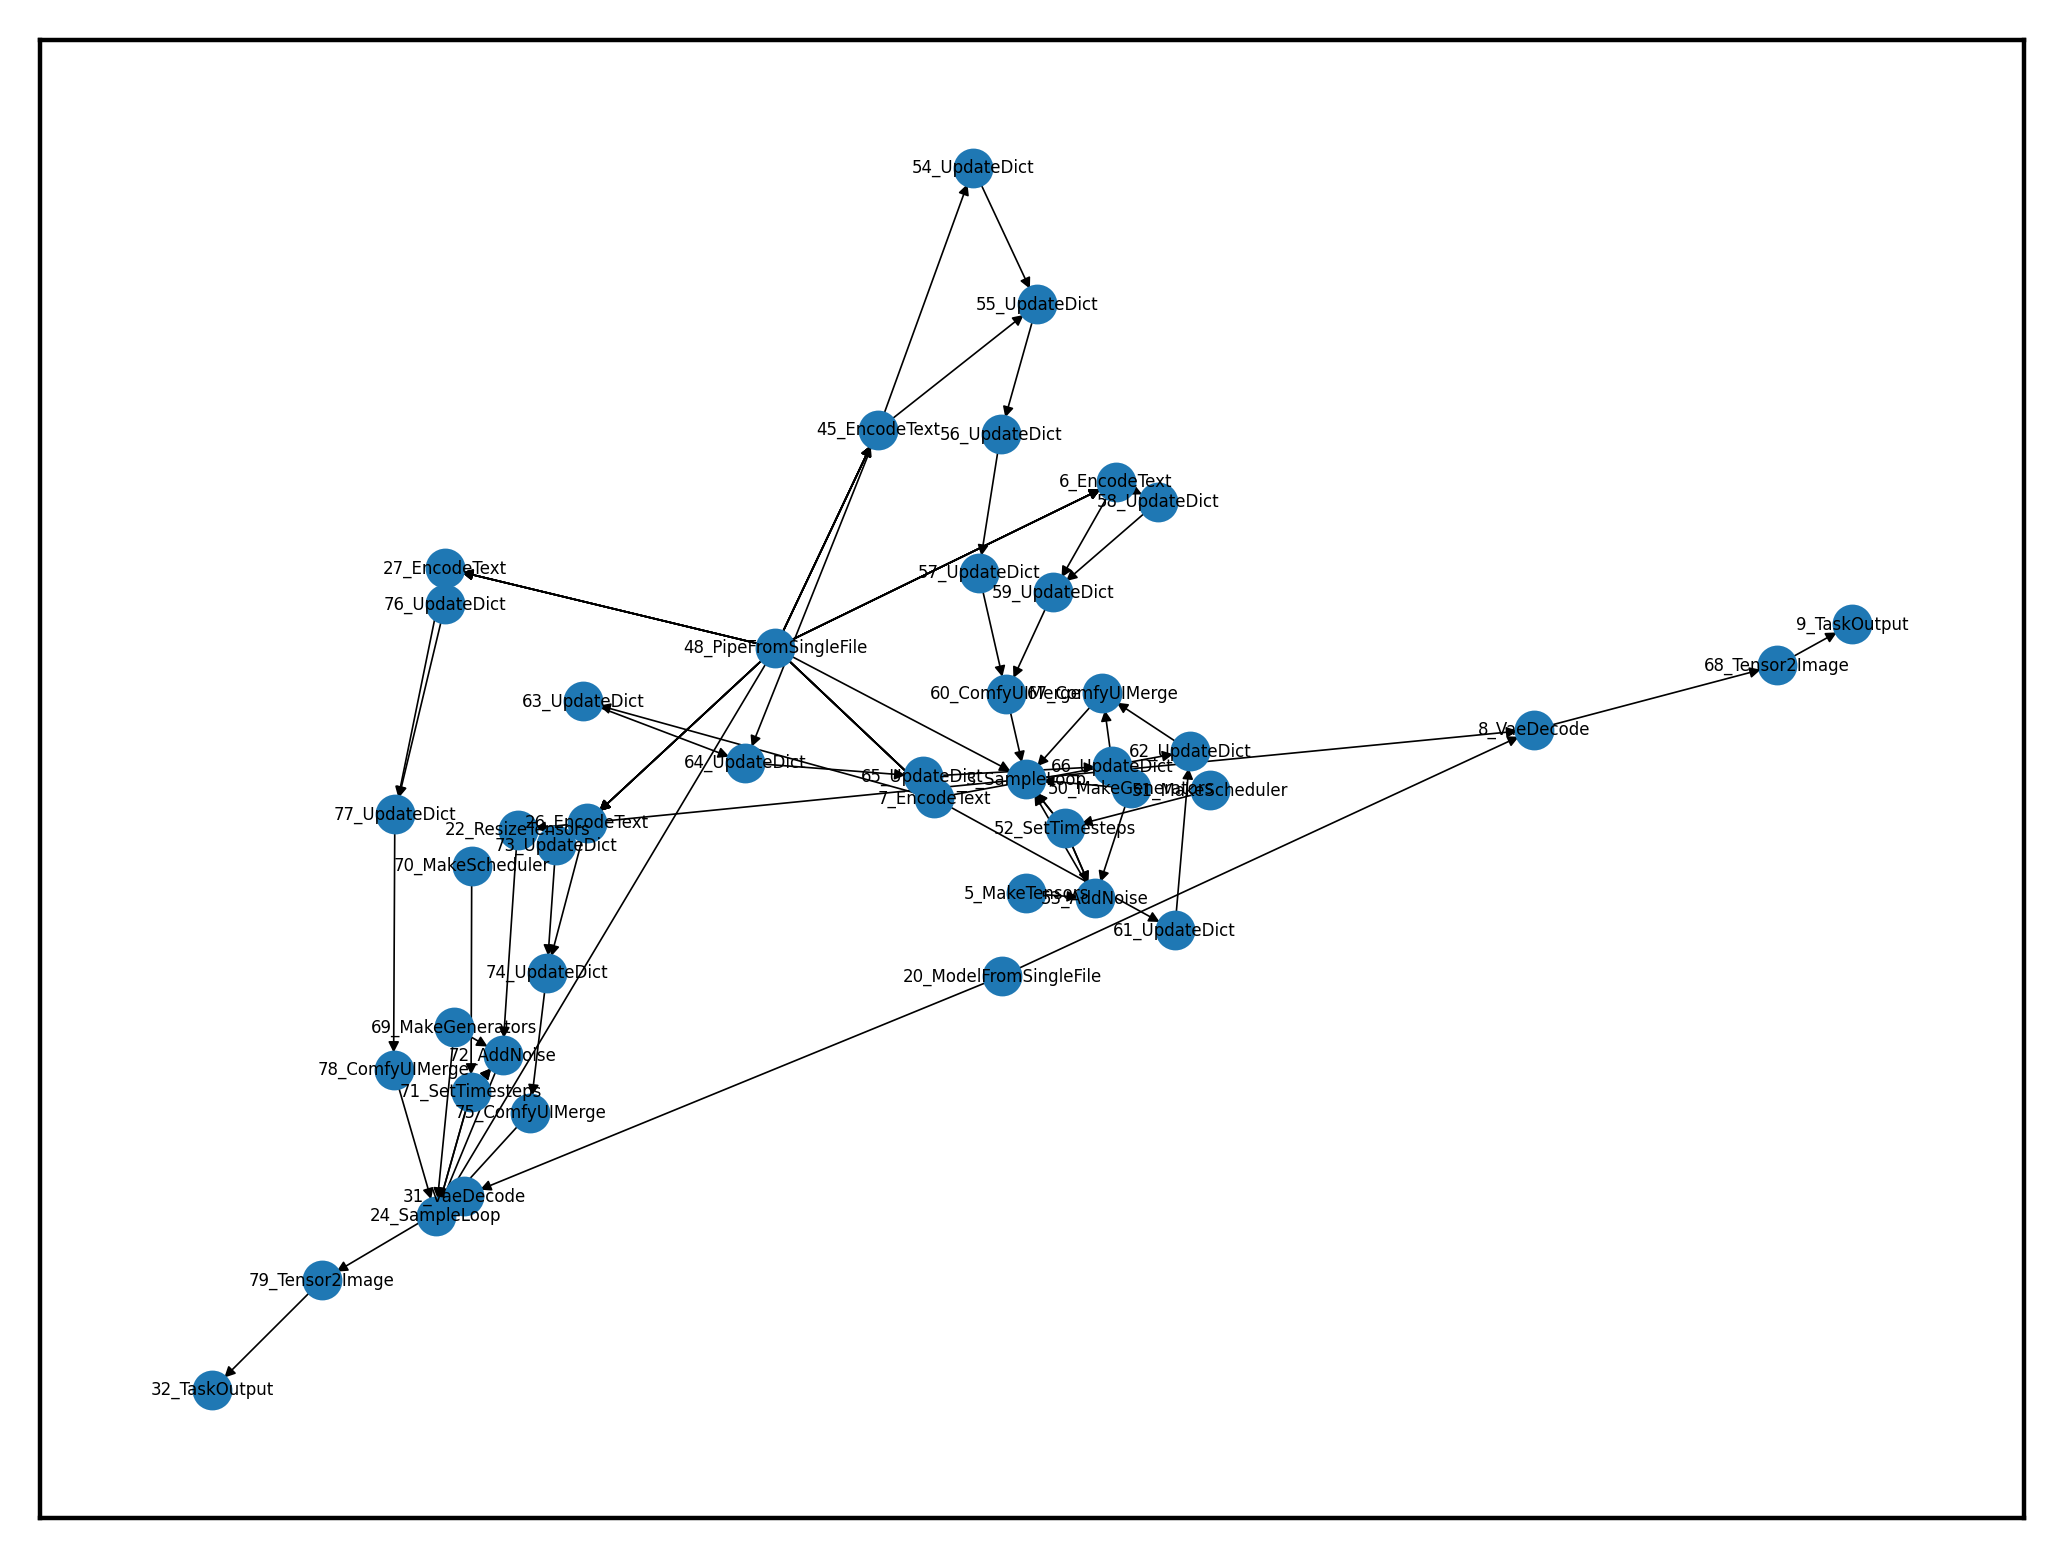 54_UpdateDict
55_UpdateDict
45_EncodeText
56_UpdateDict
6_EncodeText
58_UpdateDict
27_EncodeText
57_UpdateDict
59_UpdateDict
76_UpdateDict
9_TaskOutput
48_PipeFromSingleFile
68_Tensor2Image
60_ComfyUIMerge
67_ComfyUIMerge
63_UpdateDict
8_VaeDecode
62_UpdateDict
64_UpdateDict
66_UpdateDict
65_UpdateDict
SampleLoop
50_MakeGenerators
51_MakeScheduler
7_EncodeText
77_UpdateDict
26_EncodeText
22_ResizeTensors
52_SetTimesteps
73_UpdateDict
70_MakeScheduler
5_MakeTensors
53_AddNoise
61_UpdateDict
74_UpdateDict
20_ModelFromSingleFile
69_MakeGenerators
72_AddNoise
78_ComfyUIMerge
71_SetTimesteps
75_ComfyUIMerge
31_VaeDecode
24_SampleLoop
79_Tensor2Image
32_TaskOutput